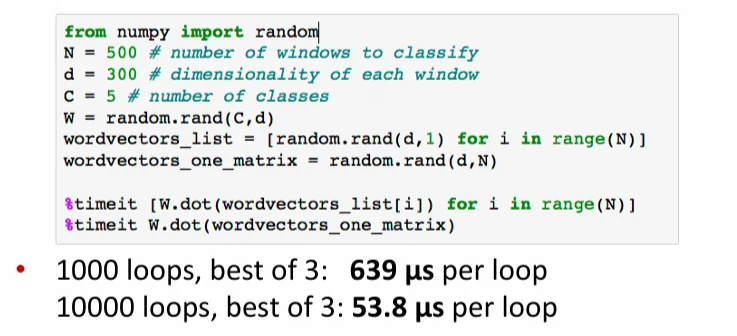 from numpy import random
N = 500 # number of windows to classify
d = 300 # dimensionality of each window
C = 5 # number of classes
W = random.rand(C,d)
wordvectors_list = [random.rand(d,1) for i in range(N)]
wordvectors_one_matrix = random.rand(d,N)
%timeit [W.dot(wordvectors_list[i]) for i in range(N)]
%timeit W.dot(wordvectors_one_matrix)
• 1000 loops, best of 3: 639 µs per loop
10000 loops, best of 3: 53.8 µs per loop